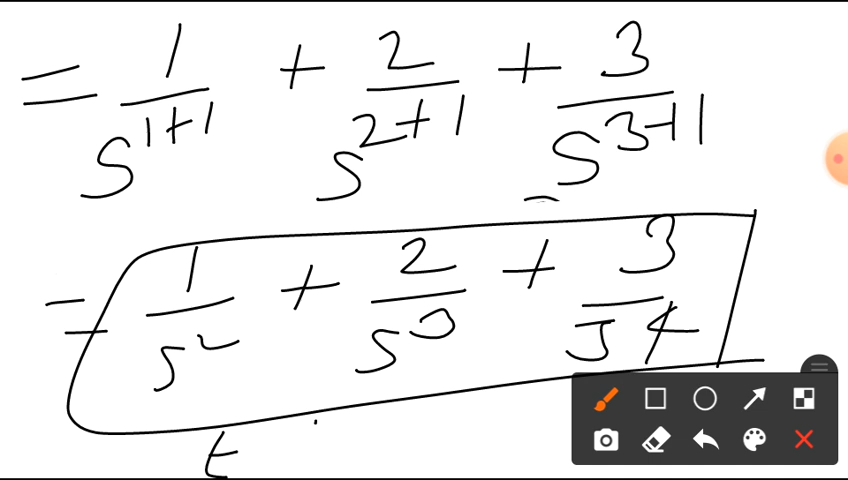 = 1/s^{1+1} + 2/s^{2+1} + 3/s^{3+1}
= 1/s^2 + 2/s^3 + 3/s^4
t